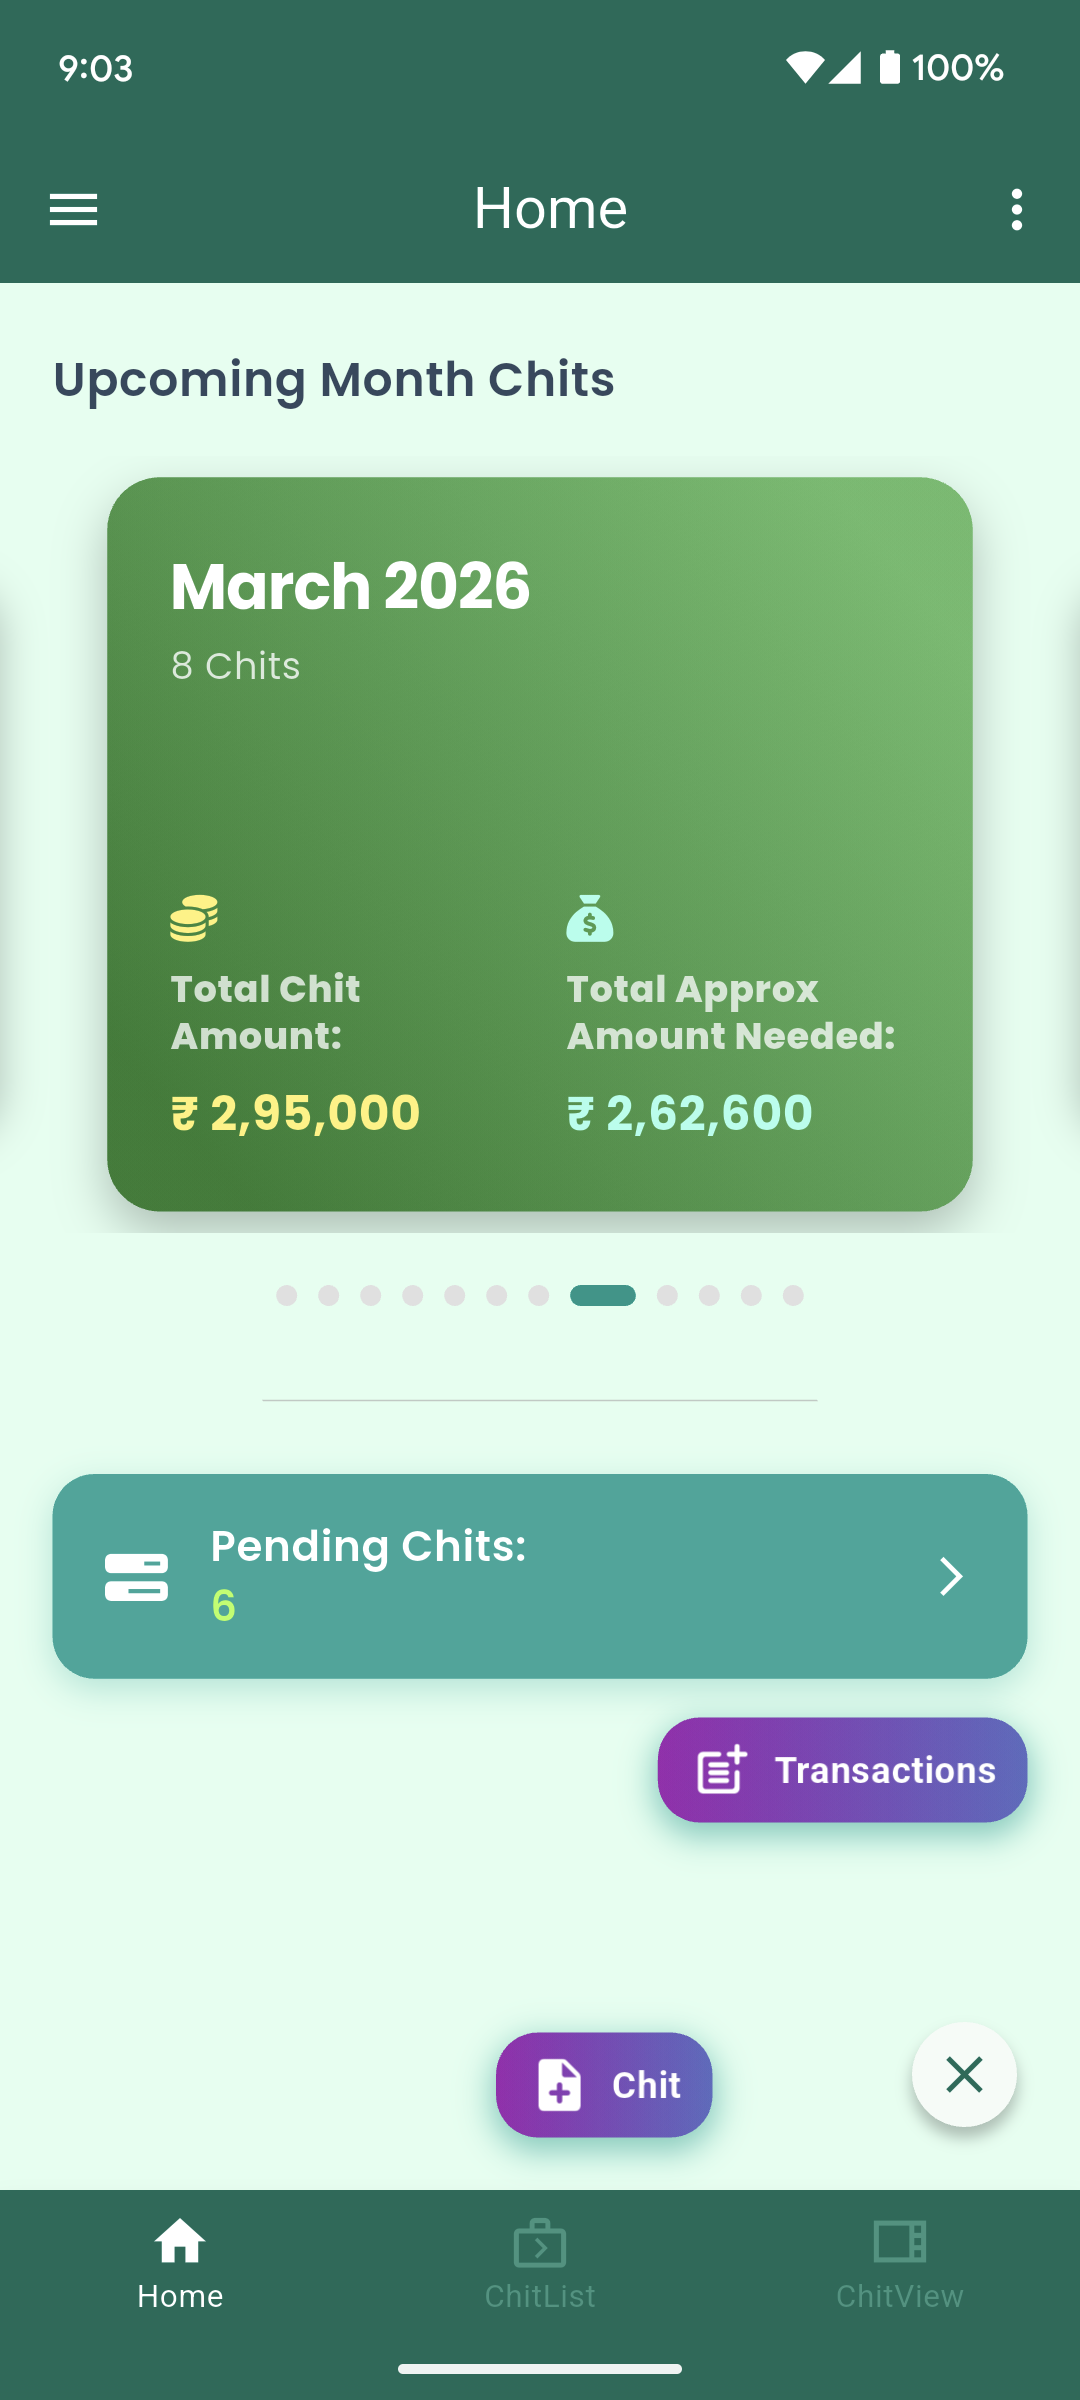 9:03
100%
Home
Upcoming Month Chits
March 2026
8 Chits
Total Chit
Amount:
₹ 2,95,000
Total Approx
Amount Needed:
₹ 2,62,600
Pending Chits:
6
Transactions
Chit
Home
ChitList
ChitView